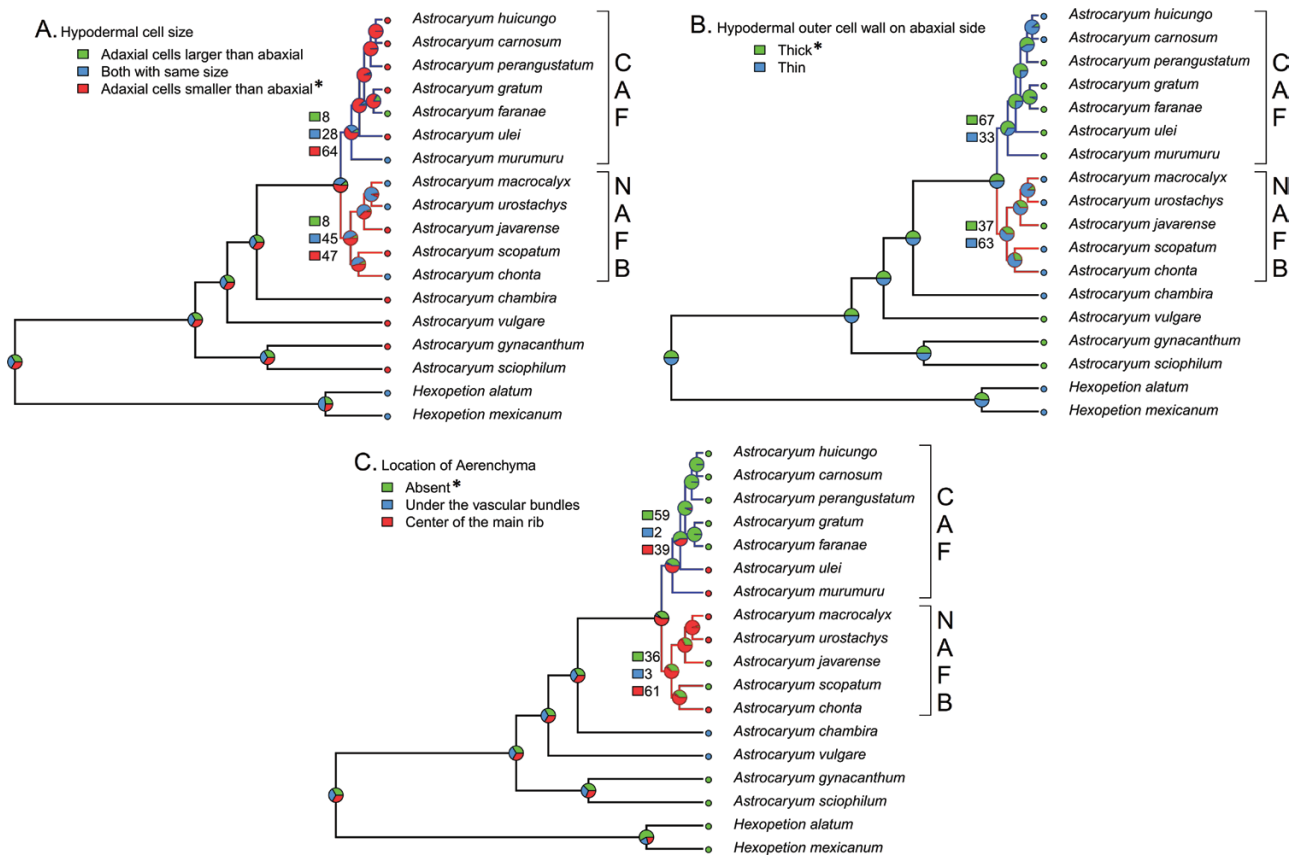 A. Hypodermal cell size
Adaxial cells larger than abaxial
Both with same size
Adaxial cells smaller than abaxial*
8
28
64
8
45
47
Astrocaryum huicungo
Astrocaryum carnosum
Astrocaryum perangustatum
Astrocaryum gratum
Astrocaryum faranae
Astrocaryum ulei
Astrocaryum murumuru
Astrocaryum macrocalyx
Astrocaryum urostachys
Astrocaryum javarense
Astrocaryum scopatum
Astrocaryum chonta
Astrocaryum chambira
Astrocaryum vulgare
Astrocaryum gynacanthum
Astrocaryum sciophilum
Hexopetion alatum
Hexopetion mexicanum
C
A
F
N
A
F
B
B. Hypodermal outer cell wall on abaxial side
Thick*
Thin
67
33
37
63
Astrocaryum huicungo
Astrocaryum carnosum
Astrocaryum perangustatum
Astrocaryum gratum
Astrocaryum faranae
Astrocaryum ulei
Astrocaryum murumuru
Astrocaryum macrocalyx
Astrocaryum urostachys
Astrocaryum javarense
Astrocaryum scopatum
Astrocaryum chonta
Astrocaryum chambira
Astrocaryum vulgare
Astrocaryum gynacanthum
Astrocaryum sciophilum
Hexopetion alatum
Hexopetion mexicanum
C
A
F
N
A
F
B
C. Location of Aerenchyma
Absent*
Under the vascular bundles
Center of the main rib
59
2
39
36
3
61
Astrocaryum huicungo
Astrocaryum carnosum
Astrocaryum perangustatum
Astrocaryum gratum
Astrocaryum faranae
Astrocaryum ulei
Astrocaryum murumuru
Astrocaryum macrocalyx
Astrocaryum urostachys
Astrocaryum javarense
Astrocaryum scopatum
Astrocaryum chonta
Astrocaryum chambira
Astrocaryum vulgare
Astrocaryum gynacanthum
Astrocaryum sciophilum
Hexopetion alatum
Hexopetion mexicanum
C
A
F
N
A
F
B